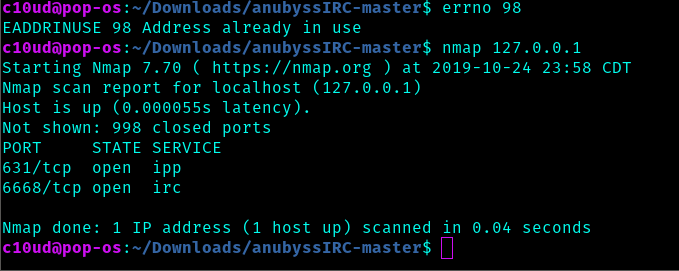 c10ud@pop-os:~/Downloads/anubyssIRC-master$ errno 98
EADDRINUSE 98 Address already in use
c10ud@pop-os:~/Downloads/anubyssIRC-master$ nmap 127.0.0.1
Starting Nmap 7.70 ( https://nmap.org ) at 2019-10-24 23:58 CDT
Nmap scan report for localhost (127.0.0.1)
Host is up (0.000055s latency).
Not shown: 998 closed ports
PORT     STATE SERVICE
631/tcp  open  ipp
6668/tcp open  irc
Nmap done: 1 IP address (1 host up) scanned in 0.04 seconds
c10ud@pop-os:~/Downloads/anubyssIRC-master$